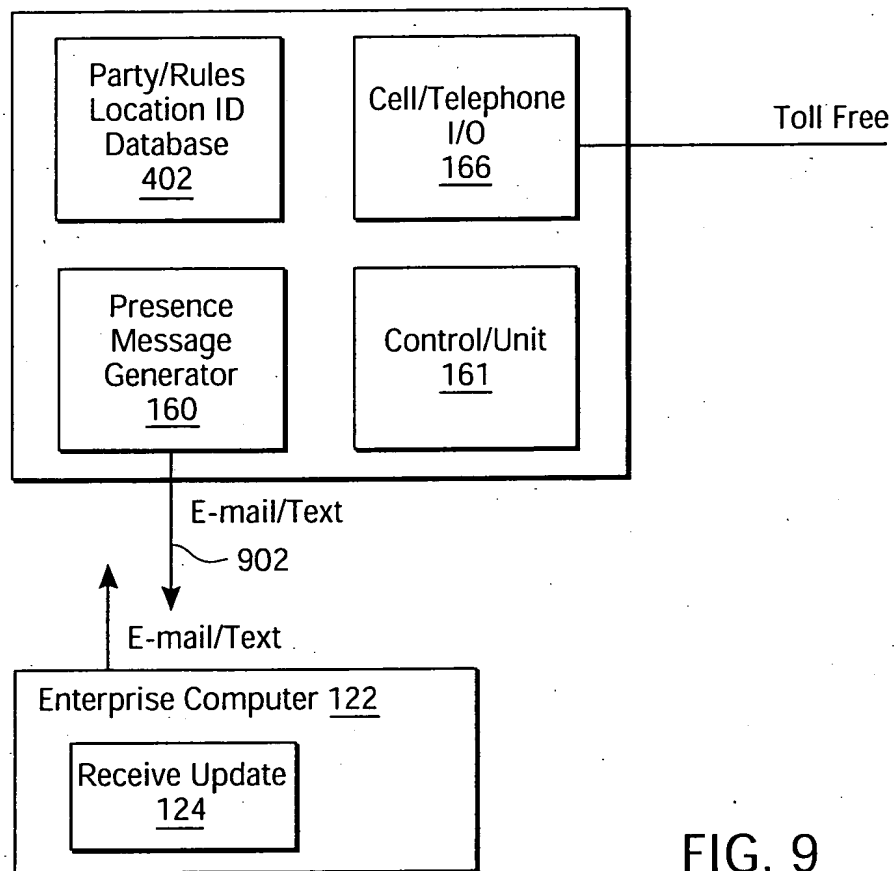 Party/Rules
Location ID
Database
402
Cell/Telephone
I/O
166
Toll Free
Presence
Message
Generator
160
Control/Unit
161
E-mail/Text
902
E-mail/Text
Enterprise Computer 122
Receive Update
124
FIG. 9